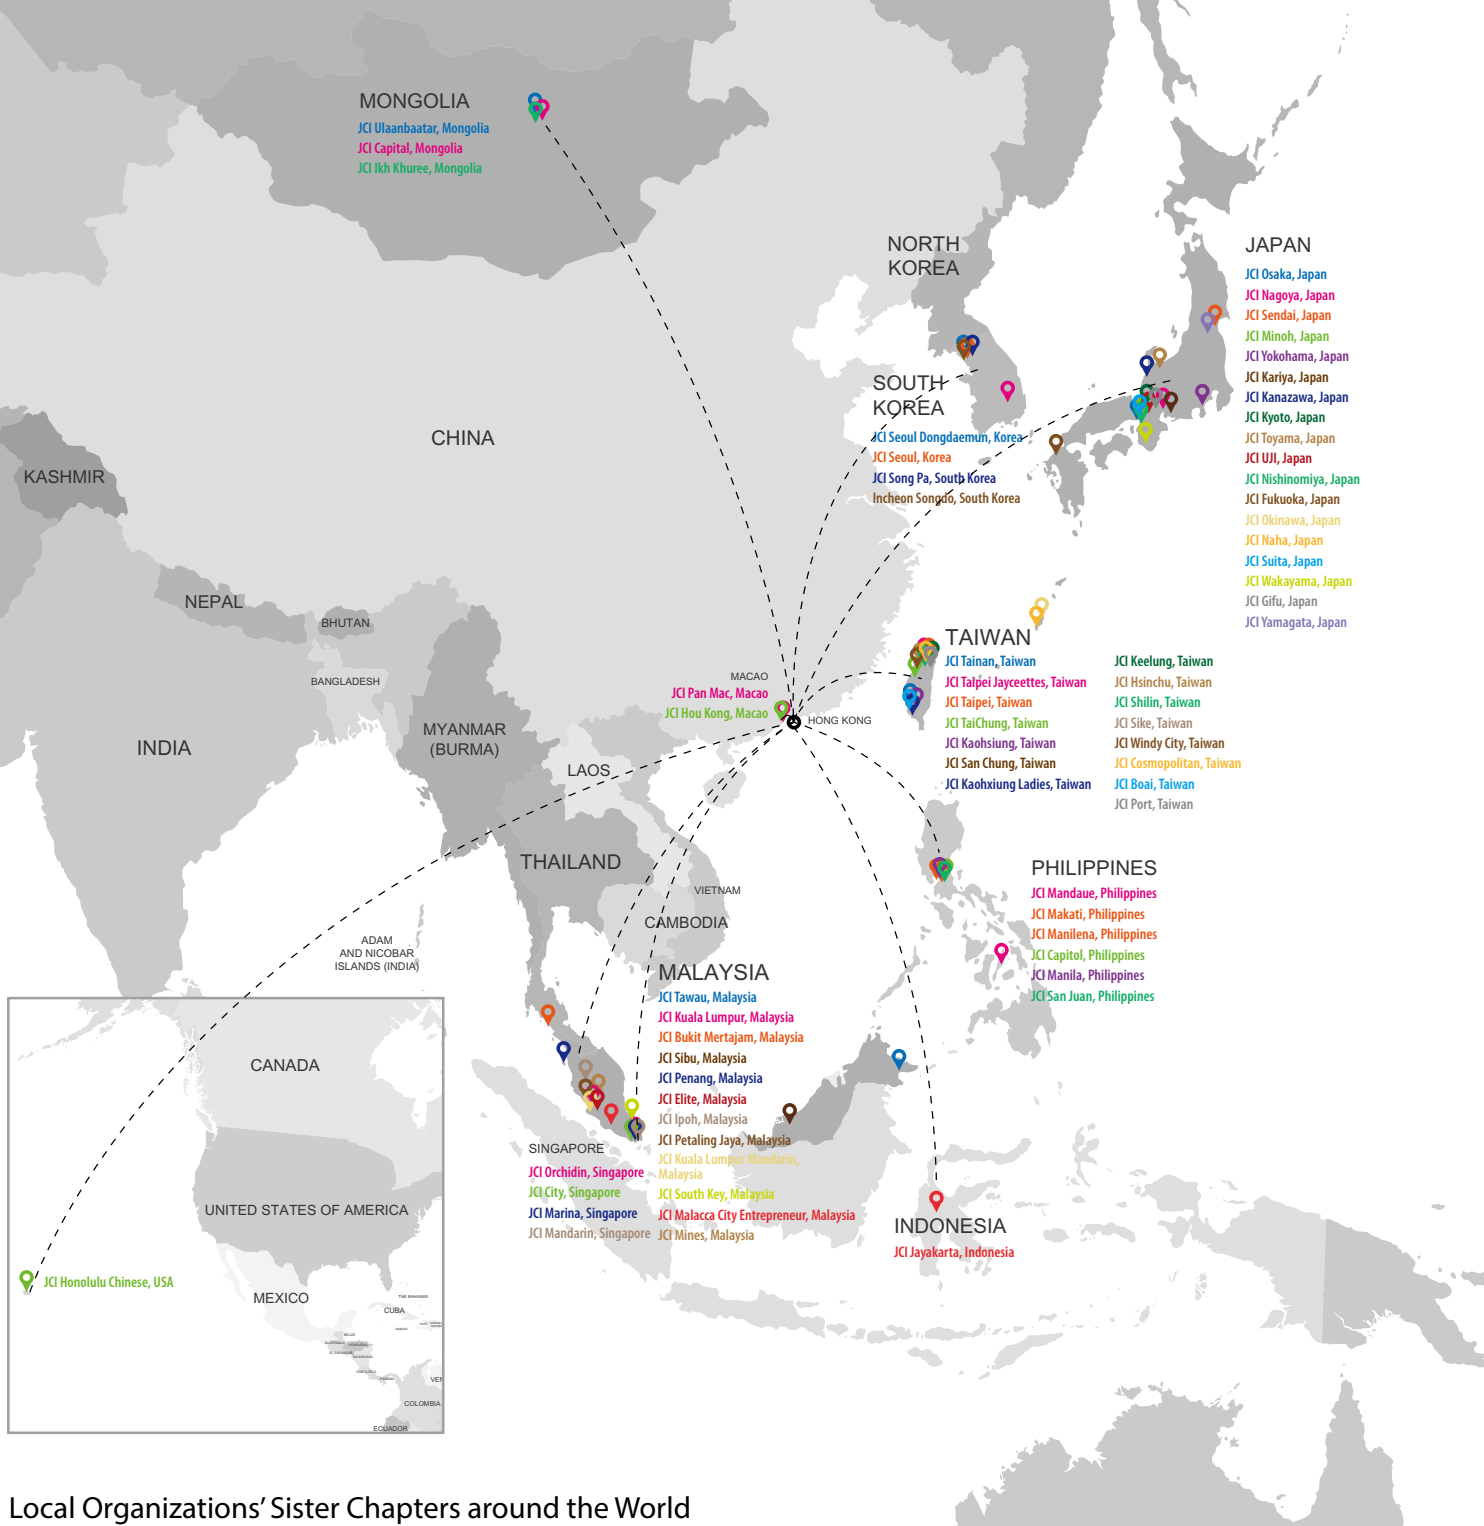 MONGOLIA
JCI Ulaanbaatar, Mongolia
JCI Capital, Mongolia
JCI Ikh Khuree, Mongolia
NORTH
KOREA
JAPAN
JCI Osaka, Japan
JCI Nagoya, Japan
JCI Sendai, Japan
JCI Minoh, Japan
JCI Yokohama, Japan
JCI Kariya, Japan
JCI Kanazawa, Japan
JCI Kyoto, Japan
JCI Toyama, Japan
JCI UJI, Japan
JCI Nishinomiya, Japan
JCI Fukuoka, Japan
JCI Okinawa, Japan
JCI Naha, Japan
JCI Suita, Japan
JCI Wakayama, Japan
JCI Gifu, Japan
JCI Yamagata, Japan
SOUTH
KOREA
JCI Seoul Dongdaemun, Korea
JCI Seoul, Korea
JCI Song Pa, South Korea
Incheon Songdo, South Korea
CHINA
KASHMIR
NEPAL
BHUTAN
BANGLADESH
INDIA
MYANMAR
(BURMA)
LAOS
THAILAND
VIETNAM
CAMBODIA
ADAM
AND NICOBAR
ISLANDS (INDIA)
MACAO
JCI Pan Mac, Macao
JCI Hou Kong, Macao
HONG KONG
TAIWAN
JCI Tainan, Taiwan
JCI Talpei Jayceettes, Taiwan
JCI Taipei, Taiwan
JCI TaiChung, Taiwan
JCI Kaohsiung, Taiwan
JCI San Chung, Taiwan
JCI Kaohxiung Ladies, Taiwan
JCI Keelung, Taiwan
JCI Hsinchu, Taiwan
JCI Shilin, Taiwan
JCI Sike, Taiwan
JCI Windy City, Taiwan
JCI Cosmopolitan, Taiwan
JCI Boai, Taiwan
JCI Port, Taiwan
PHILIPPINES
JCI Mandaue, Philippines
JCI Makati, Philippines
JCI Manilena, Philippines
JCI Capitol, Philippines
JCI Manila, Philippines
JCI San Juan, Philippines
MALAYSIA
JCI Tawau, Malaysia
JCI Kuala Lumpur, Malaysia
JCI Bukit Mertajam, Malaysia
JCI Sibu, Malaysia
JCI Penang, Malaysia
JCI Elite, Malaysia
JCI Ipoh, Malaysia
JCI Petaling Jaya, Malaysia
JCI Kuala Lumpur Mandarin,
Malaysia
JCI South Key, Malaysia
JCI Malacca City Entrepreneur, Malaysia
JCI Mines, Malaysia
SINGAPORE
JCI Orchidin, Singapore
JCI City, Singapore
JCI Marina, Singapore
JCI Mandarin, Singapore
INDONESIA
JCI Jayakarta, Indonesia
CANADA
UNITED STATES OF AMERICA
JCI Honolulu Chinese, USA
MEXICO
THE BAHAMAS
CUBA
BELIZE
COLOMBIA
ECUADOR
VEN
Local Organizations' Sister Chapters around the World